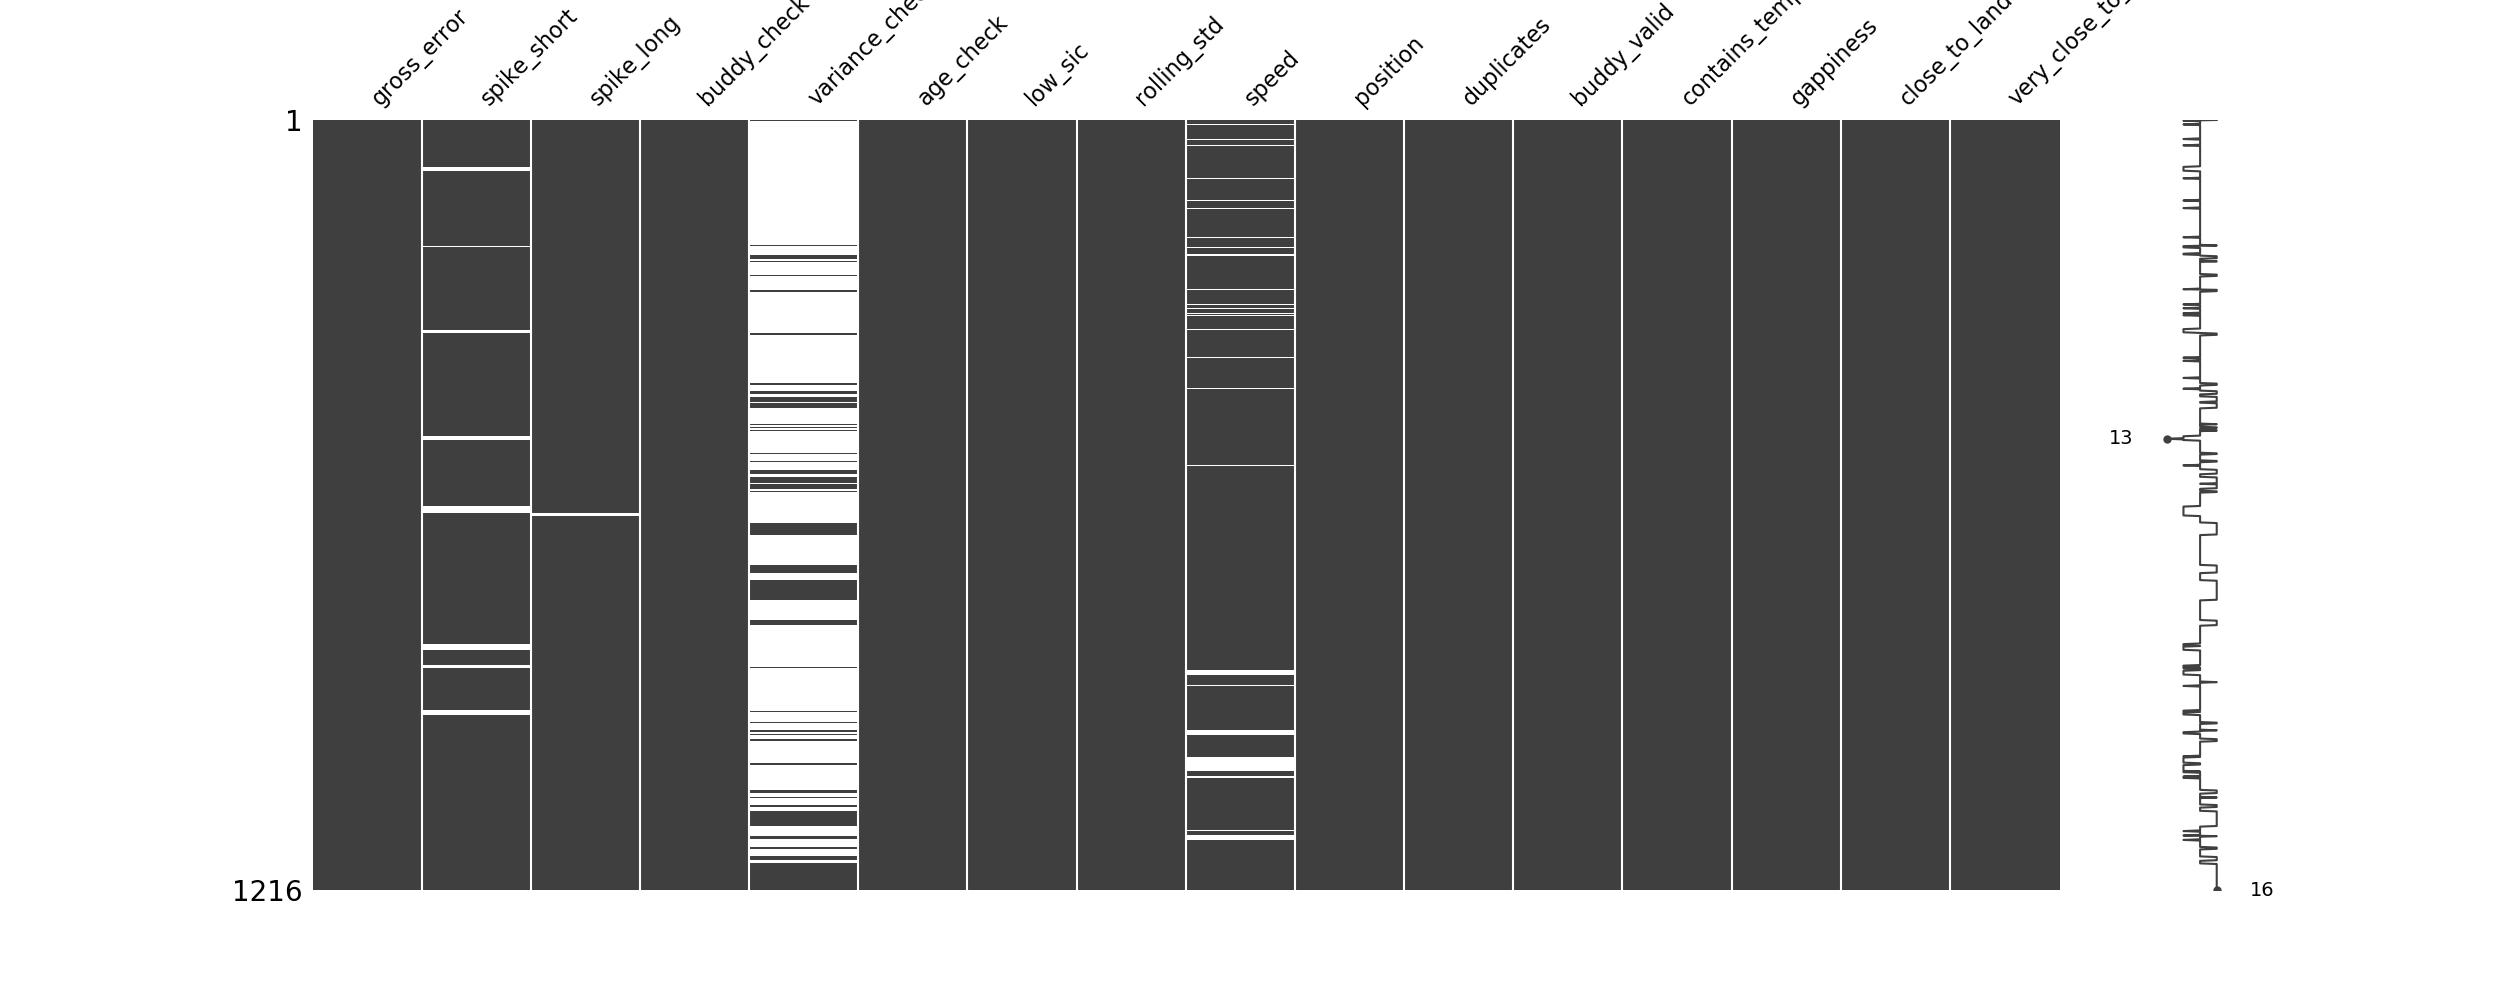 gross_error
spike_short
spike_long
buddy_check
age_check
low_sic
rolling_std
speed
position
duplicates
buddy_valid
gappiness
close_to_land
1
13
1216
16